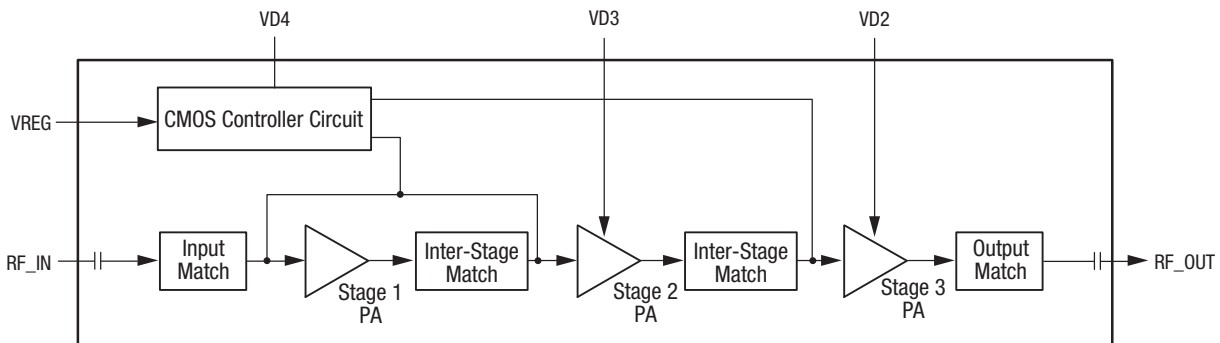 VD4
VD3
VD2
VREG
CMOS Controller Circuit
RF_IN
Input
Match
Stage 1
PA
Inter-Stage
Match
Stage 2
PA
Inter-Stage
Match
Stage 3
PA
Output
Match
RF_OUT